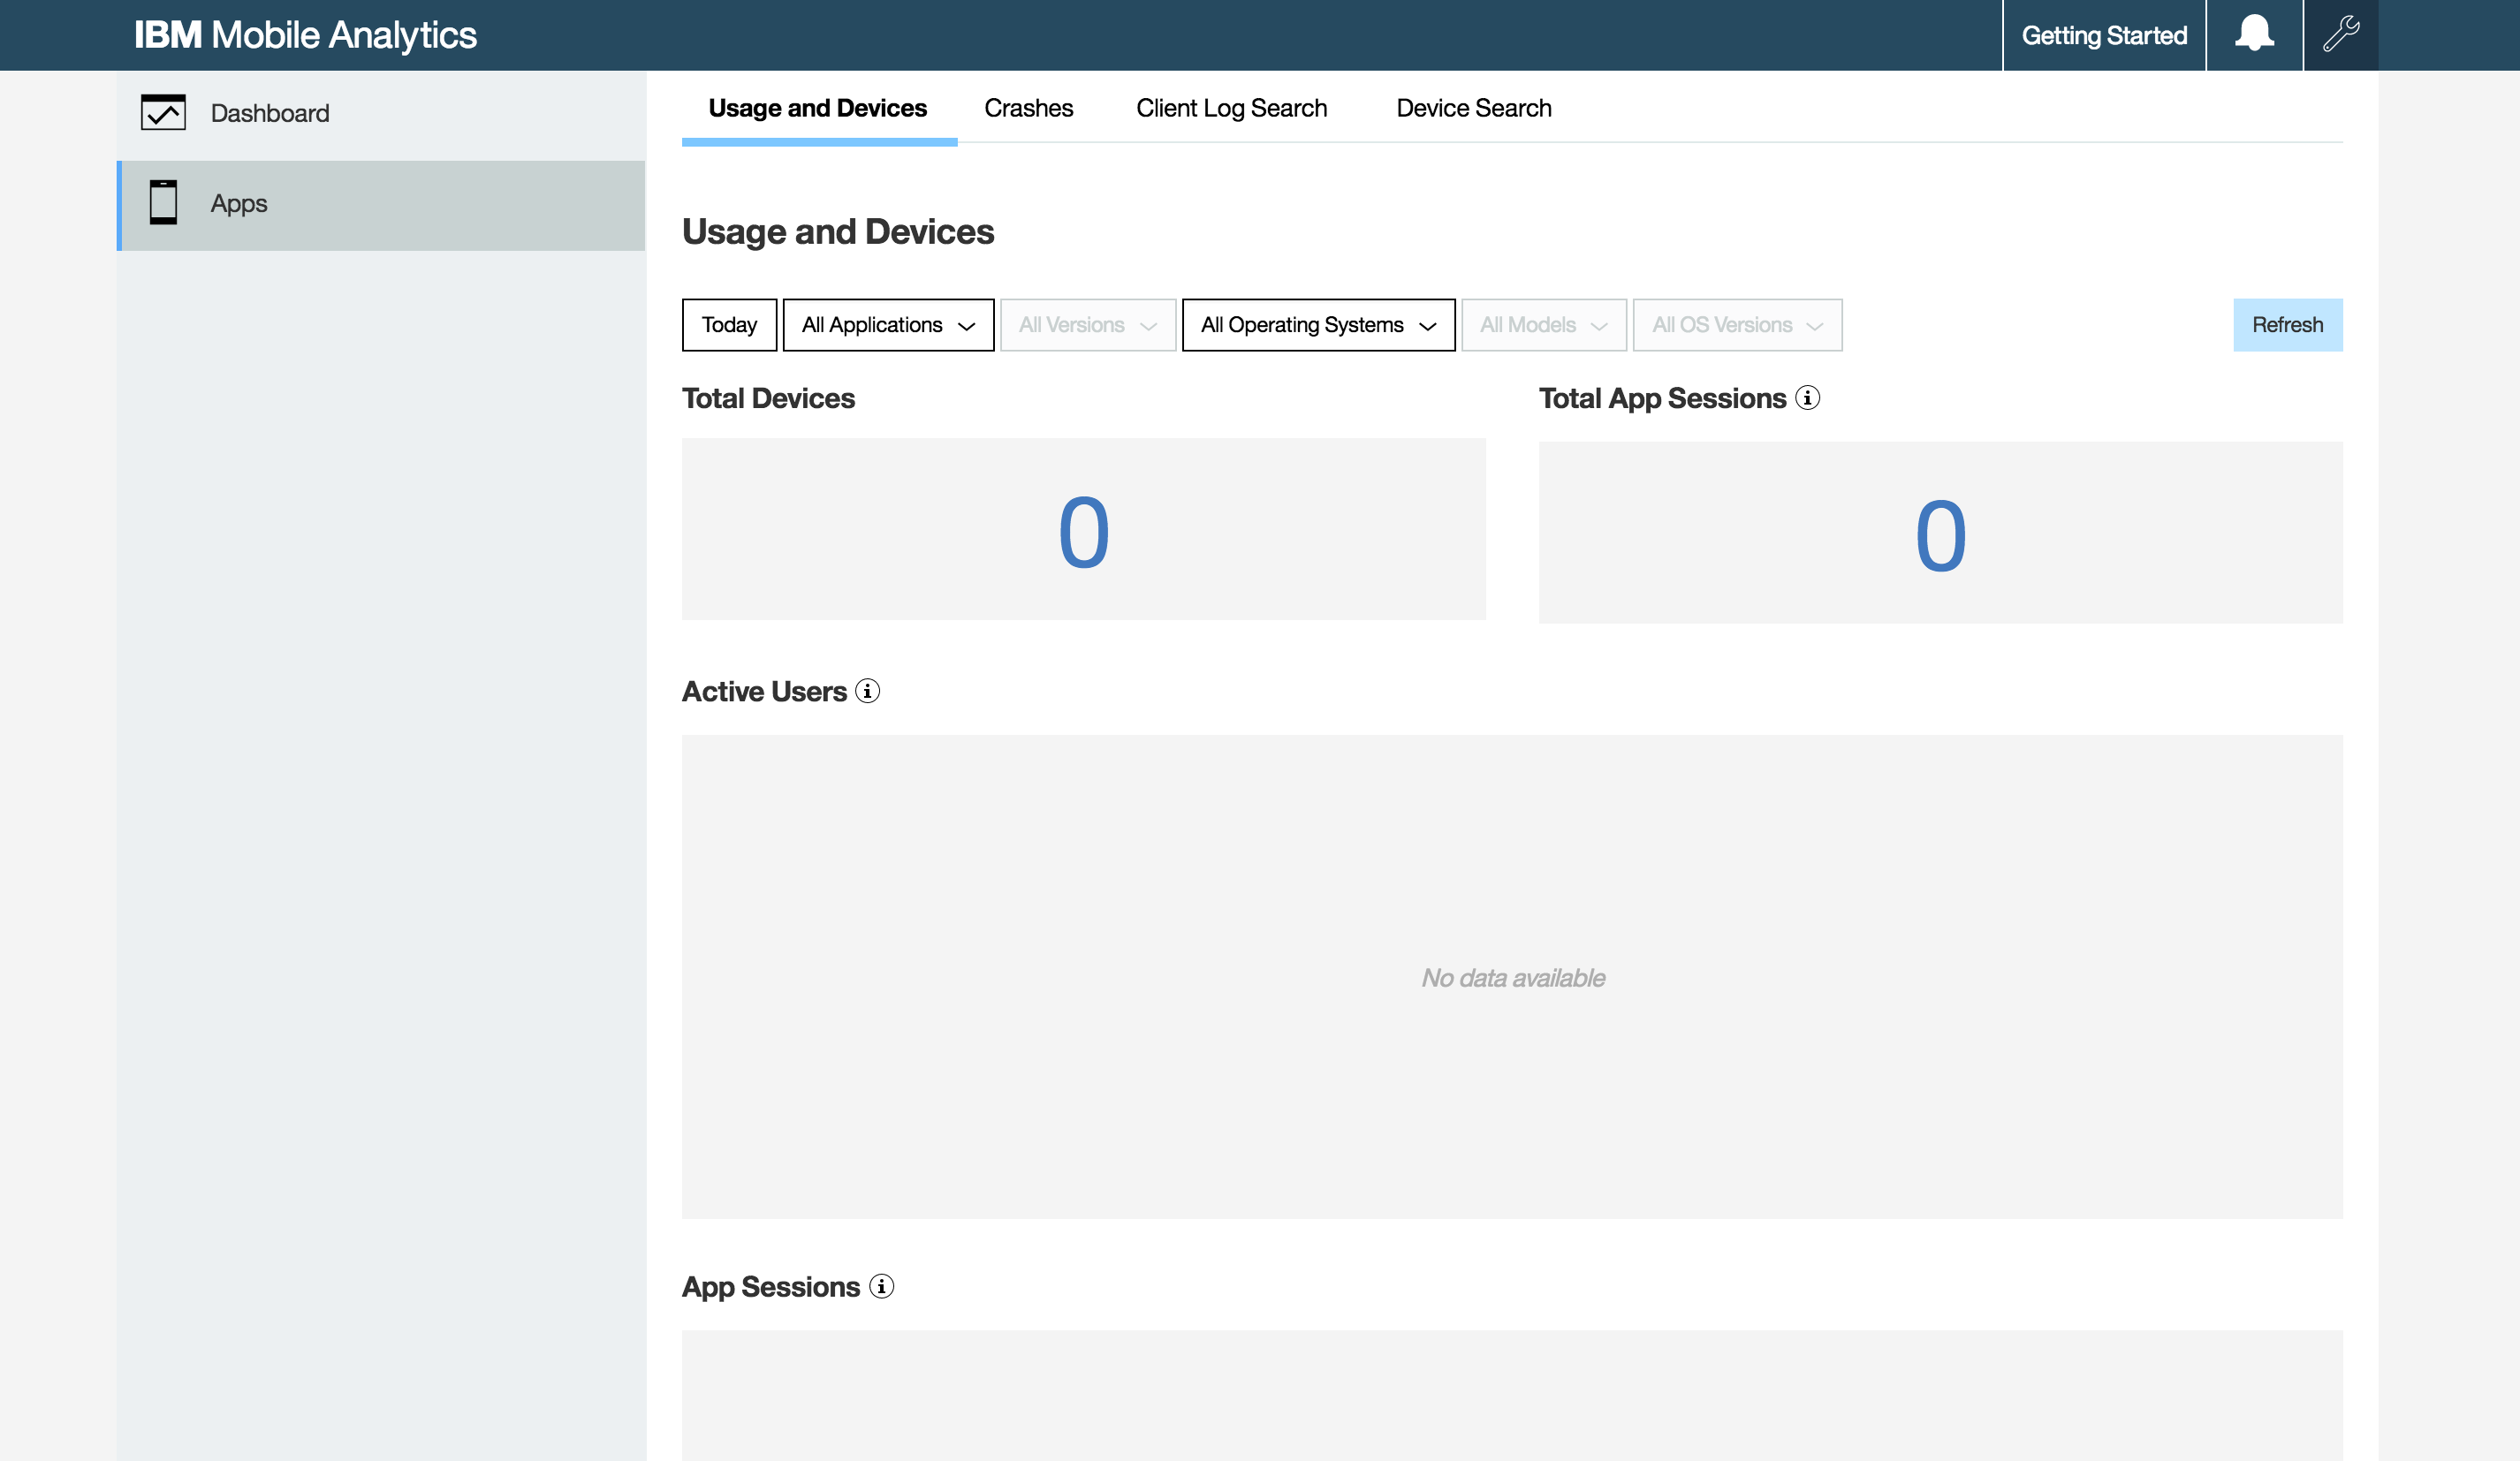 IBM Mobile Analytics
Getting Started
Dashboard
Apps
Usage and Devices
Crashes
Client Log Search
Device Search
Usage and Devices
Today
All Applications
All Versions
All Operating Systems
All Models
All OS Versions
Refresh
Total Devices
Total App Sessions
0
0
Active Users
No data available
App Sessions